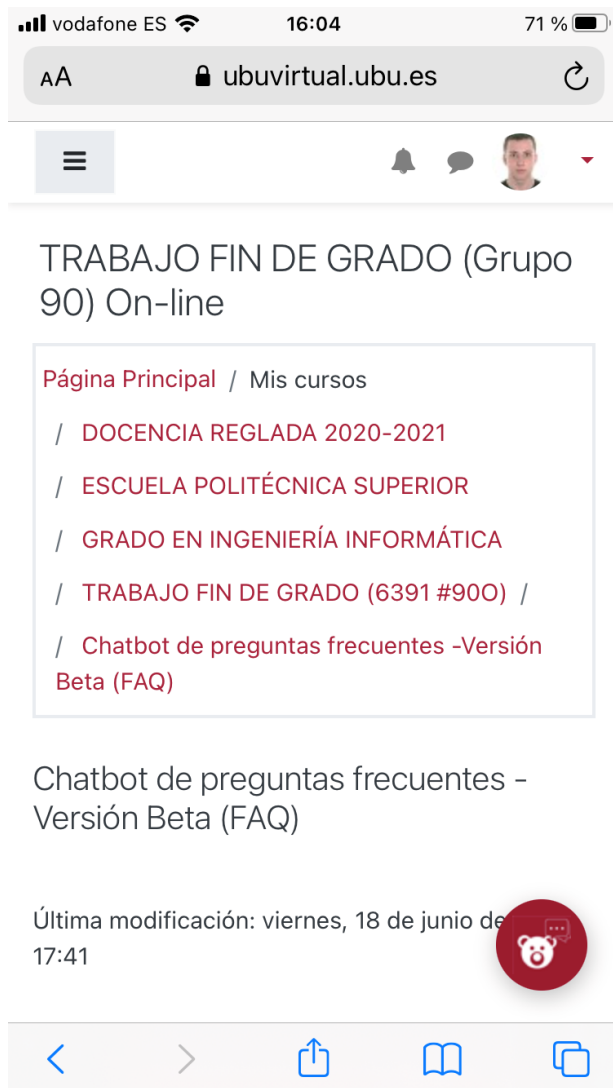 vodafone ES 16:04 71 %
AA ubuvirtual.ubu.es
TRABAJO FIN DE GRADO (Grupo
90) On-line
Página Principal / Mis cursos
/ DOCENCIA REGLADA 2020-2021
/ ESCUELA POLITÉCNICA SUPERIOR
/ GRADO EN INGENIERÍA INFORMÁTICA
/ TRABAJO FIN DE GRADO (6391 #90O) /
/ Chatbot de preguntas frecuentes -Versión
Beta (FAQ)
Chatbot de preguntas frecuentes -
Versión Beta (FAQ)
Última modificación: viernes, 18 de junio de
17:41